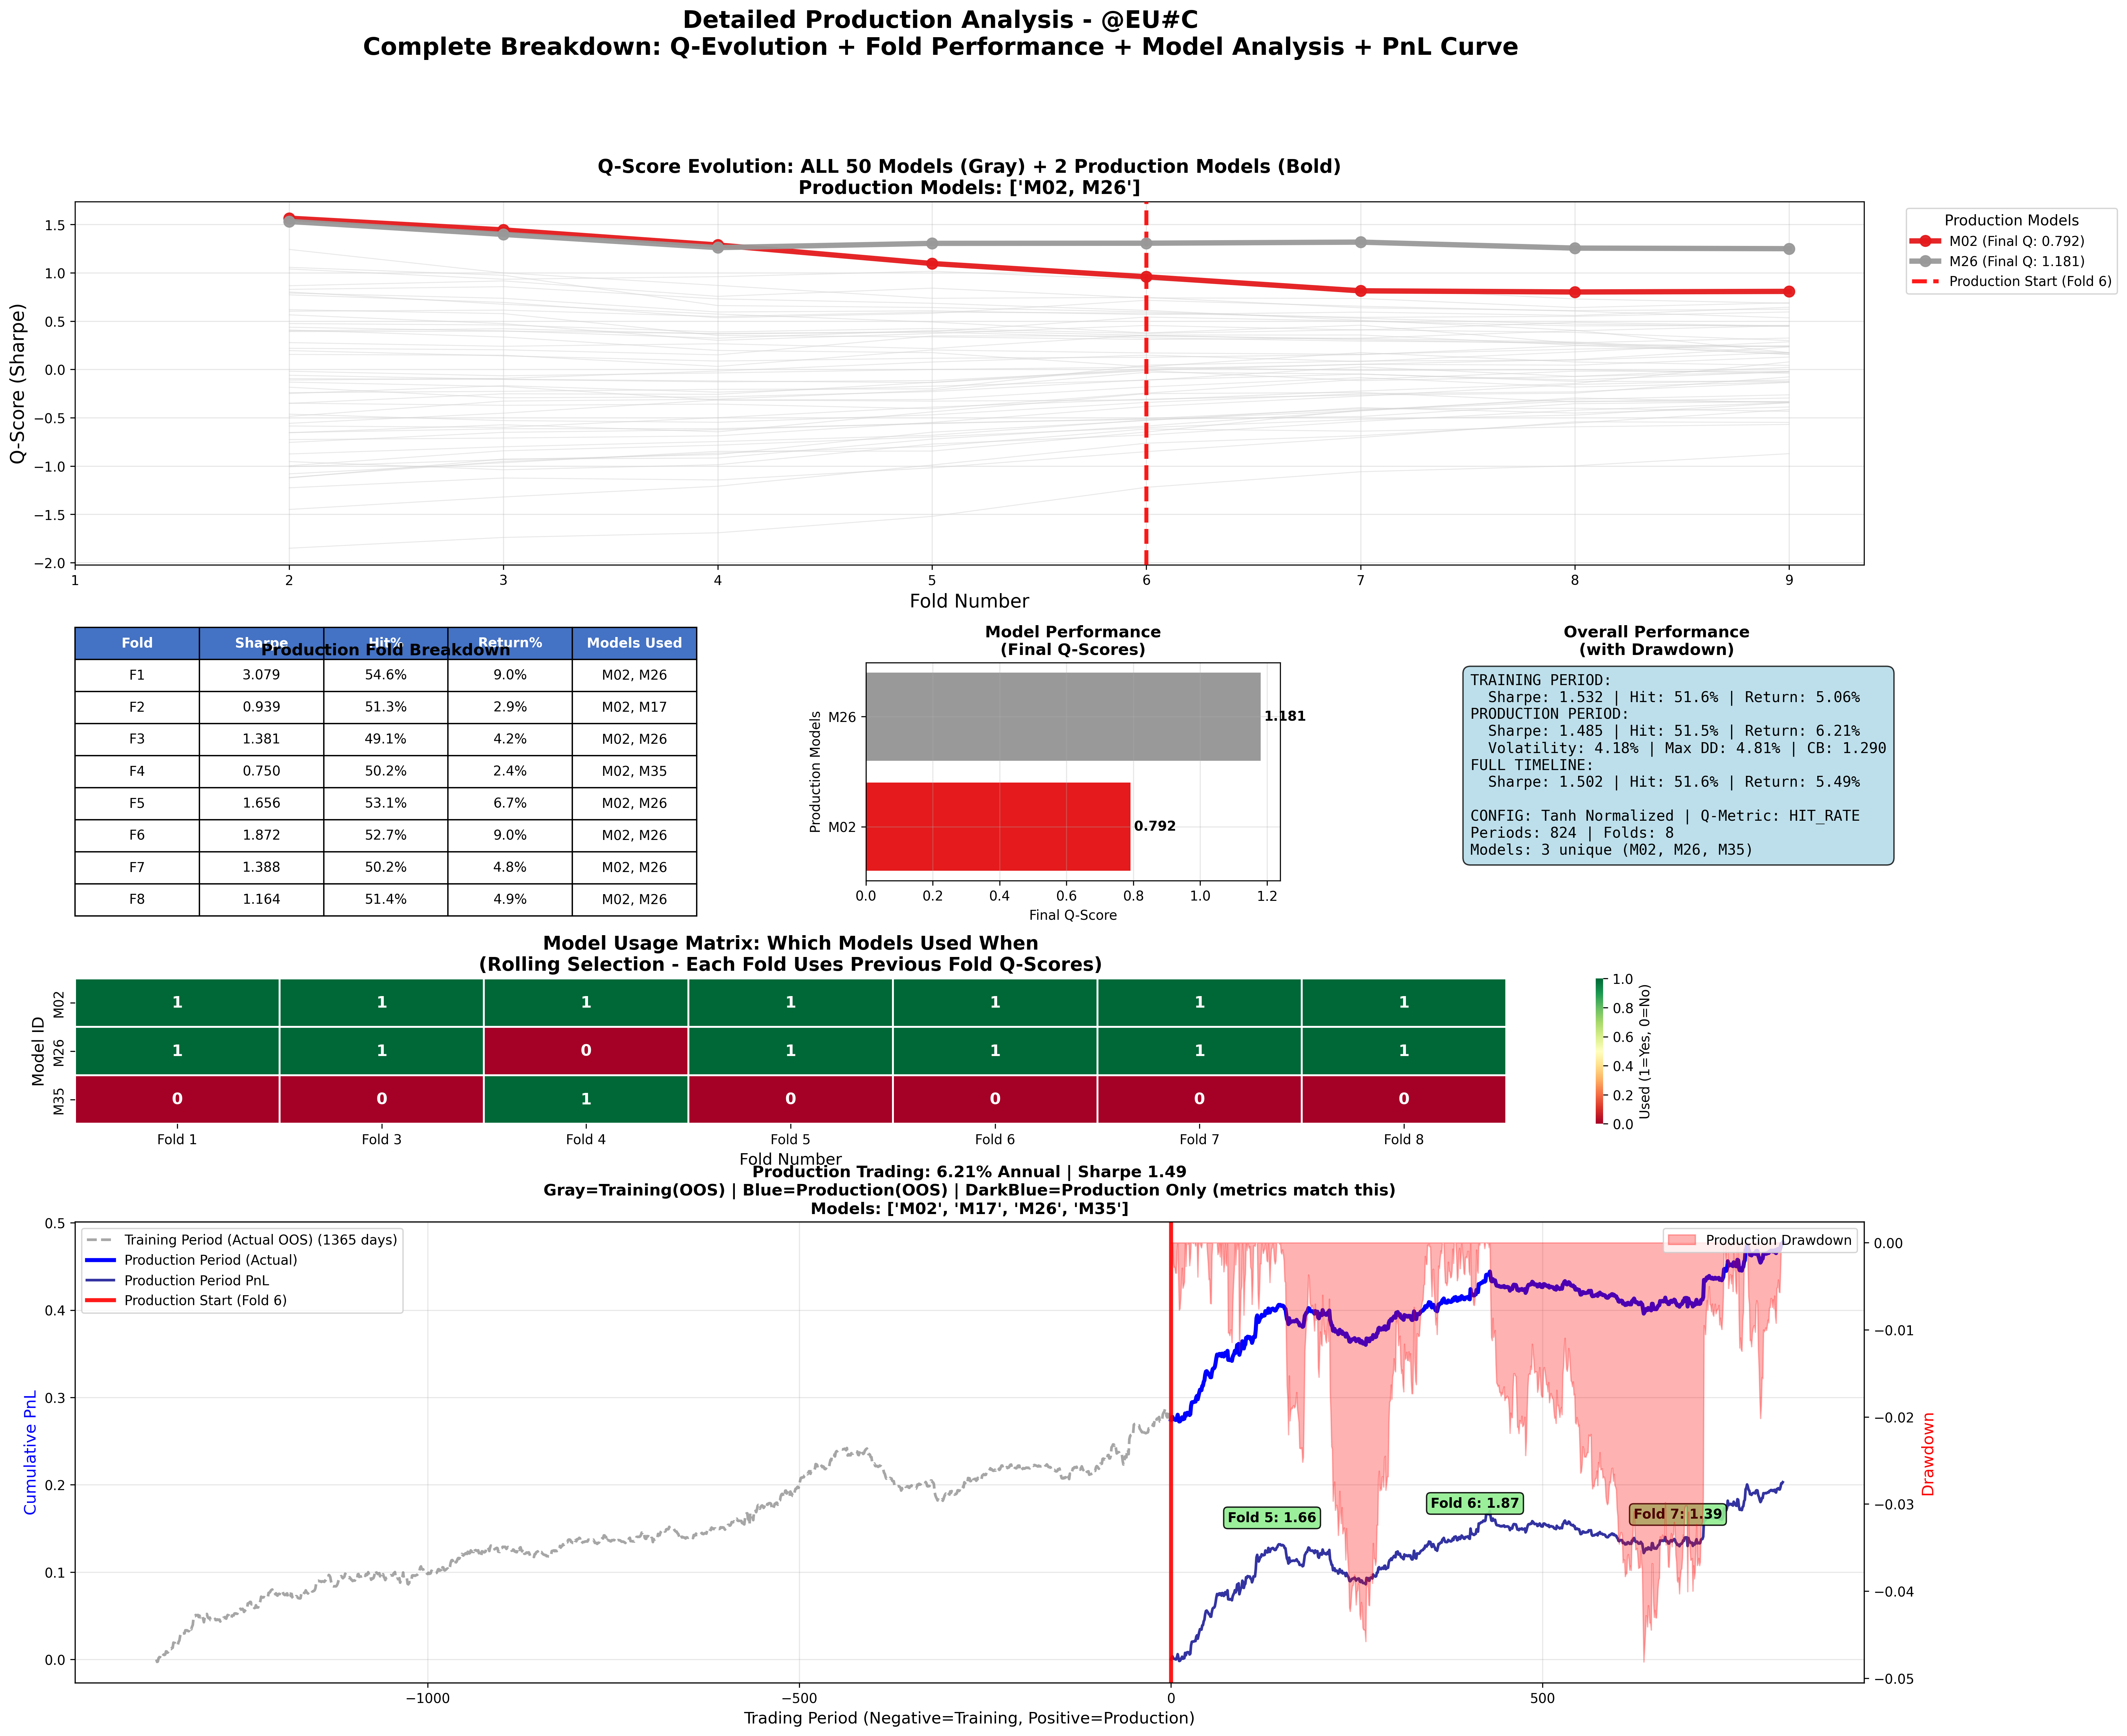 Detailed Production Analysis - @EU#C
Complete Breakdown: Q-Evolution + Fold Performance + Model Analysis + PnL Curve
Q-Score Evolution: ALL 50 Models (Gray) + 2 Production Models (Bold)
Production Models: ['M02, M26']
Q-Score (Sharpe)
1.5
1.0
0.5
0.0
−0.5
−1.0
−1.5
−2.0
1 2 3 4 5 6 7 8 9
Fold Number
Production Models
M02 (Final Q: 0.792)
M26 (Final Q: 1.181)
Production Start (Fold 6)
Fold Sharpe Hit% Return% Models Used
Production Fold Breakdown
F1 3.079 54.6% 9.0% M02, M26
F2 0.939 51.3% 2.9% M02, M17
F3 1.381 49.1% 4.2% M02, M26
F4 0.750 50.2% 2.4% M02, M35
F5 1.656 53.1% 6.7% M02, M26
F6 1.872 52.7% 9.0% M02, M26
F7 1.388 50.2% 4.8% M02, M26
F8 1.164 51.4% 4.9% M02, M26
Model Performance
(Final Q-Scores)
Production Models
M26
1.181
M02
0.792
0.0 0.2 0.4 0.6 0.8 1.0 1.2
Final Q-Score
Overall Performance
(with Drawdown)
TRAINING PERIOD:
Sharpe: 1.532 | Hit: 51.6% | Return: 5.06%
PRODUCTION PERIOD:
Sharpe: 1.485 | Hit: 51.5% | Return: 6.21%
Volatility: 4.18% | Max DD: 4.81% | CB: 1.290
FULL TIMELINE:
Sharpe: 1.502 | Hit: 51.6% | Return: 5.49%
CONFIG: Tanh Normalized | Q-Metric: HIT_RATE
Periods: 824 | Folds: 8
Models: 3 unique (M02, M26, M35)
Model Usage Matrix: Which Models Used When
(Rolling Selection - Each Fold Uses Previous Fold Q-Scores)
Model ID
M02 1 1 1 1 1 1 1
M26 1 1 0 1 1 1 1
M35 0 0 1 0 0 0 0
Fold 1 Fold 3 Fold 4 Fold 5 Fold 6 Fold 7 Fold 8
Fold Number
1.0
0.8
0.6
0.4
0.2
0.0
Used (1=Yes, 0=No)
Production Trading: 6.21% Annual | Sharpe 1.49
Gray=Training(OOS) | Blue=Production(OOS) | DarkBlue=Production Only (metrics match this)
Models: ['M02', 'M17', 'M26', 'M35']
Training Period (Actual OOS) (1365 days)
Production Period (Actual)
Production Period PnL
Production Start (Fold 6)
Production Drawdown
Cumulative PnL
0.5
0.4
0.3
0.2
0.1
0.0
Fold 5: 1.66
Fold 6: 1.87
Fold 7: 1.39
0.00
−0.01
−0.02
−0.03
−0.04
−0.05
Drawdown
−1000 −500 0 500
Trading Period (Negative=Training, Positive=Production)